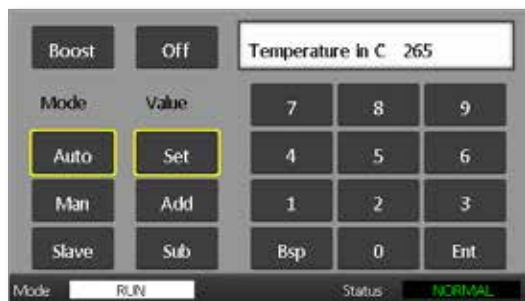 Boost Off Temperature in C 265
Mode Value 7 8 9
Auto Set 4 5 6
Man Add 1 2 3
Slave Sub Bsp 0 Ent
Mode RUN Status NORMAL